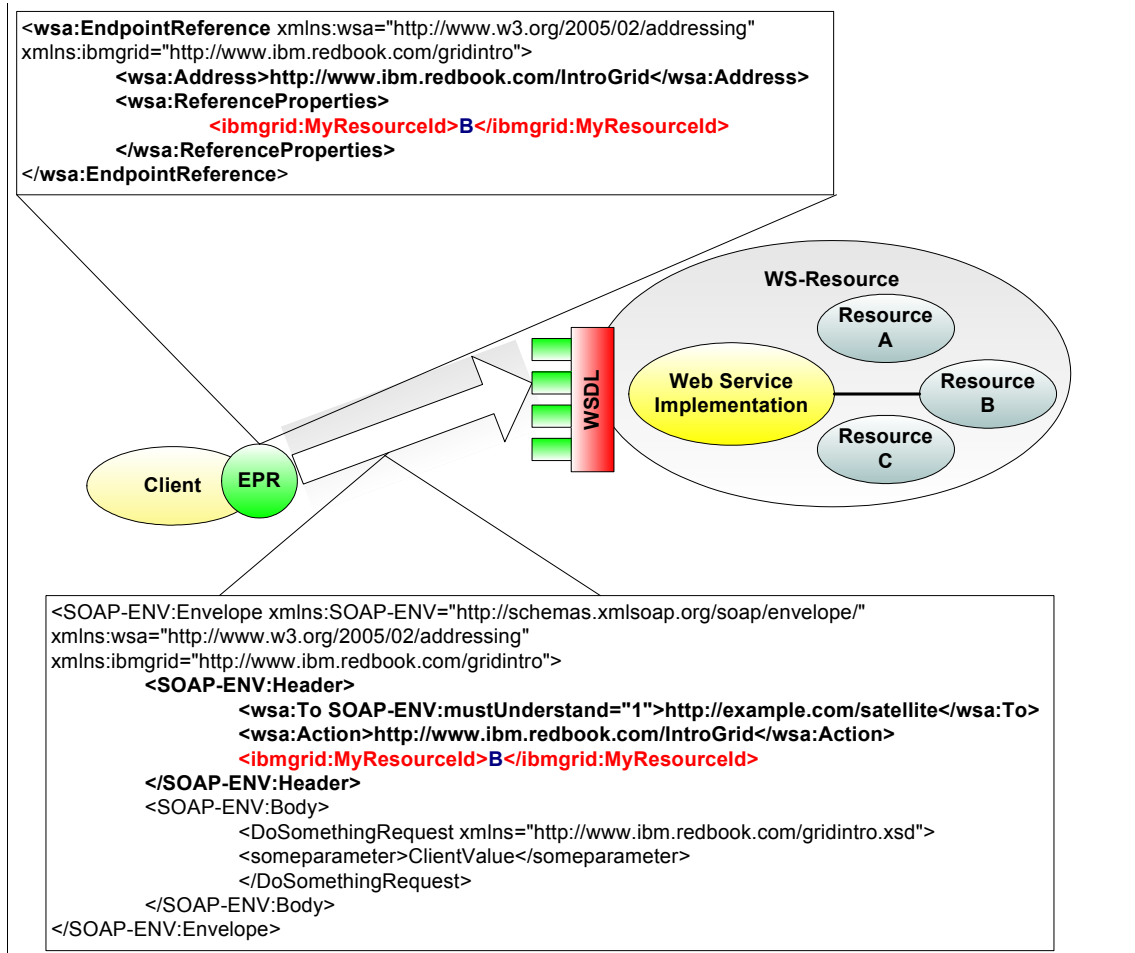 <wsa:EndpointReference xmlns:wsa="http://www.w3.org/2005/02/addressing"
xmlns:ibmgrid="http://www.ibm.redbook.com/gridintro">
<wsa:Address>http://www.ibm.redbook.com/IntroGrid</wsa:Address>
<wsa:ReferenceProperties>
<ibmgrid:MyResourceId>B</ibmgrid:MyResourceId>
</wsa:ReferenceProperties>
</wsa:EndpointReference>
WS-Resource
Resource
A
Web Service
Implementation
Resource
B
Resource
C
WSDL
Client
EPR
<SOAP-ENV:Envelope xmlns:SOAP-ENV="http://schemas.xmlsoap.org/soap/envelope/"
xmlns:wsa="http://www.w3.org/2005/02/addressing"
xmlns:ibmgrid="http://www.ibm.redbook.com/gridintro">
<SOAP-ENV:Header>
<wsa:To SOAP-ENV:mustUnderstand="1">http://example.com/satellite</wsa:To>
<wsa:Action>http://www.ibm.redbook.com/IntroGrid</wsa:Action>
<ibmgrid:MyResourceId>B</ibmgrid:MyResourceId>
</SOAP-ENV:Header>
<SOAP-ENV:Body>
<DoSomethingRequest xmlns="http://www.ibm.redbook.com/gridintro.xsd">
<someparameter>ClientValue</someparameter>
</DoSomethingRequest>
</SOAP-ENV:Body>
</SOAP-ENV:Envelope>